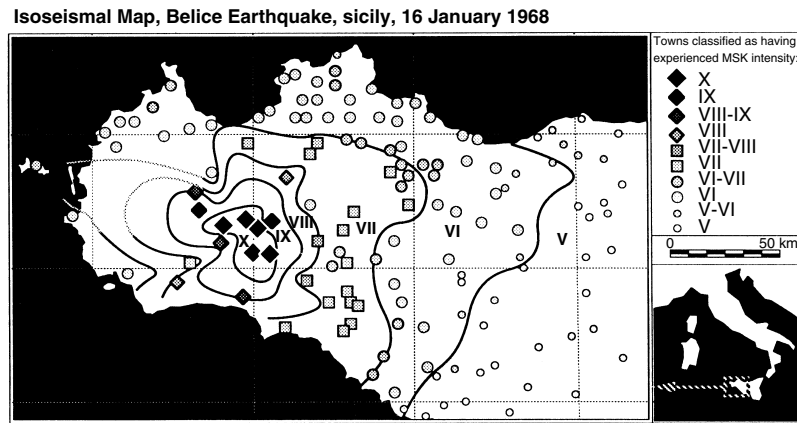 Isoseismal Map, Belice Earthquake, sicily, 16 January 1968
Towns classified as having
experienced MSK intensity:
X
IX
VIII-IX
VIII
VII-VIII
VII
VI-VII
VI
V-VI
V
0 50 km
VIII
X
IX
VII
VI
V